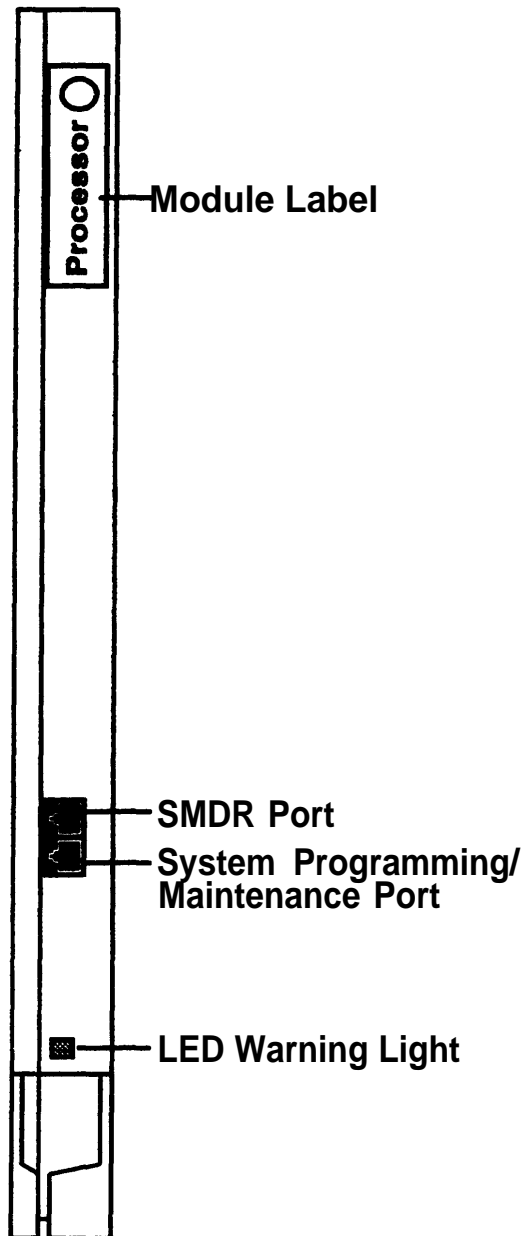 Processor
Module Label
SMDR Port
System Programming/
Maintenance Port
LED Warning Light